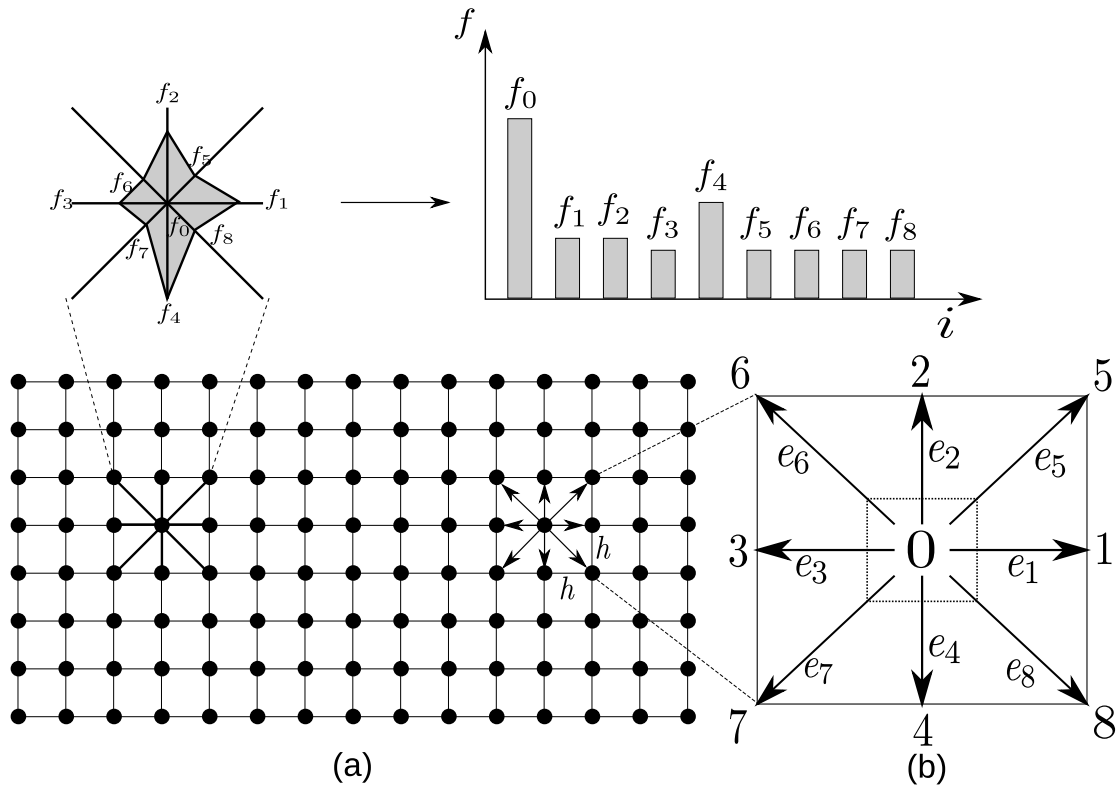 f
f₀
f₁ f₂ f₃ f₄ f₅ f₆ f₇ f₈
i
f₂
f₅
f₆
f₃ f₁
f₀ f₈
f₇
f₄
h
h
6 2 5
e₆ e₂ e₅
3 0 1
e₃ e₁
e₇ e₄ e₈
7 4 8
(a) (b)